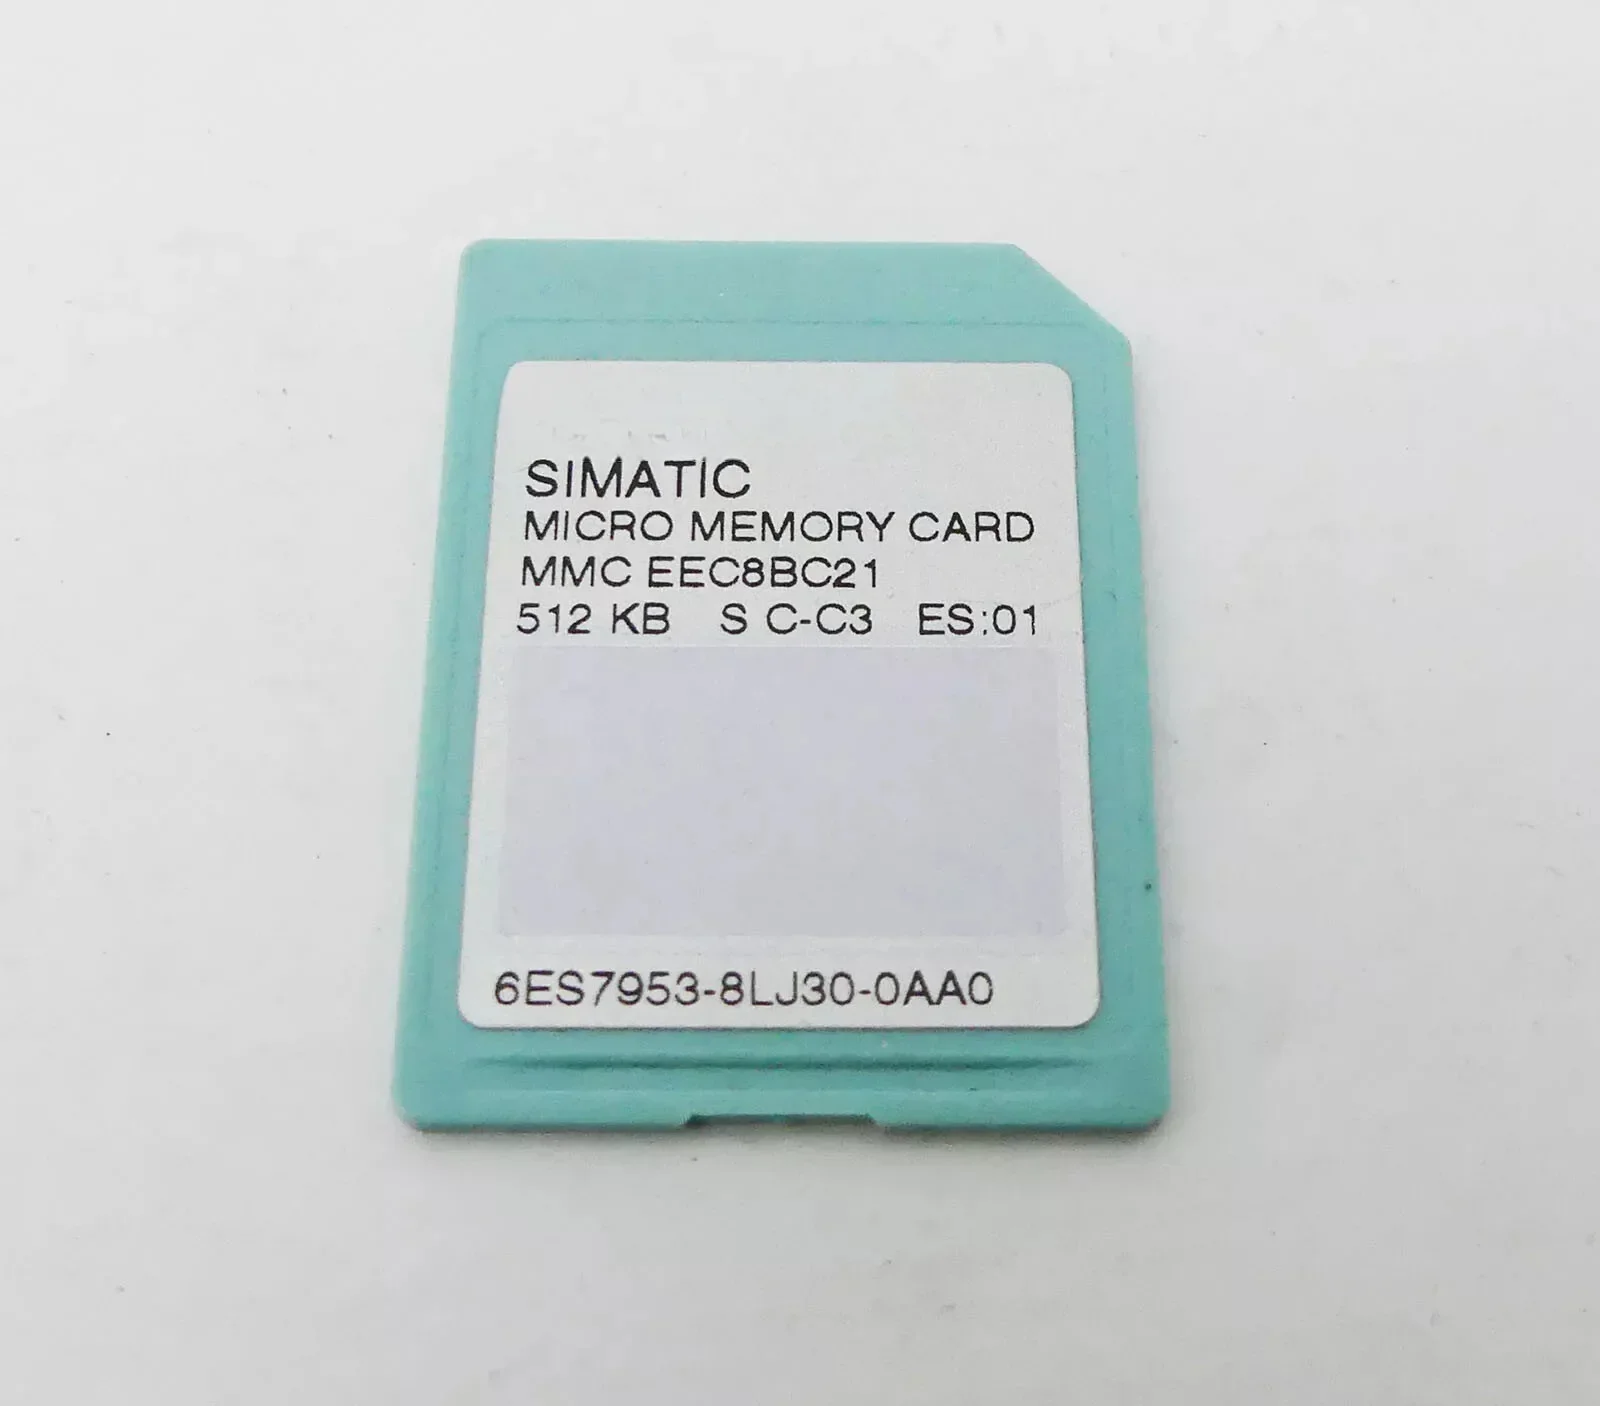 SIMATIC
MICRO MEMORY CARD
MMC EEC8BC21
512 KB S C-C3 ES:01
6ES7953-8LJ30-0AA0